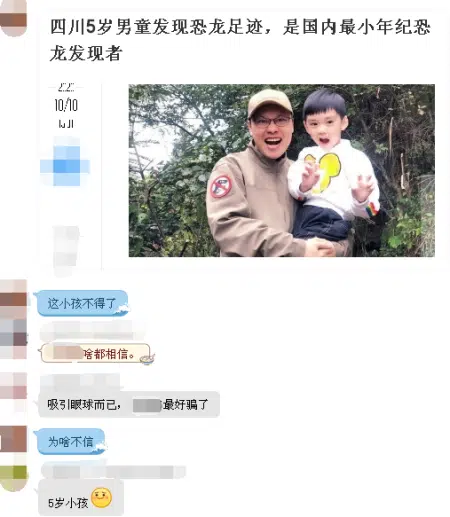 四川5岁男童发现恐龙足迹，是国内最小年纪恐
龙发现者
10/10
这小孩不得了
啥都相信。
吸引眼球而已，
最好骗了
为啥不信
5岁小孩